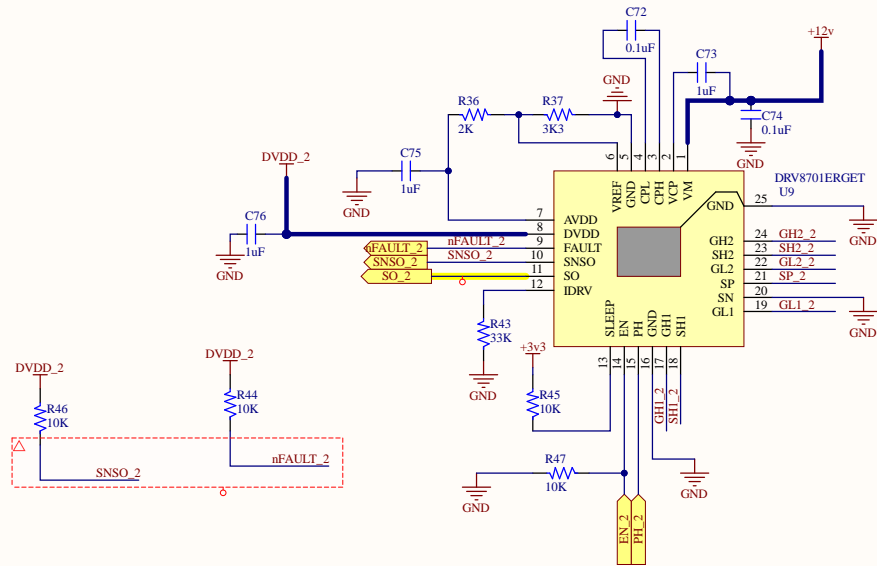 C72
0.1uF
+12v
C73
1uF
GND
C74
0.1uF
GND
R36
2K
R37
3K3
DVDD_2
C75
1uF
GND
C76
1uF
GND
6 5 4 3 2 1
VREF GND CPL CPH VCP VM
DRV8701ERGET
U9
GND 25
GND
7 AVDD
8 DVDD
nFAULT_2 nFAULT_2 9 FAULT
SNSO_2 SNSO_2 10 SNSO
SO_2 11 SO
12 IDRV
GH2 24 GH2_2
SH2 23 SH2_2
GL2 22 GL2_2
SP 21 SP_2
SN 20
GL1 19 GL1_2
GND
SLEEP EN PH GND GH1 SH1
13 14 15 16 17 18
R43
33K
GND
+3v3
R45
10K
GH1_2 SH1_2
DVDD_2
R46
10K
DVDD_2
R44
10K
SNSO_2
nFAULT_2
R47
10K
GND
GND
EN_2 PH_2